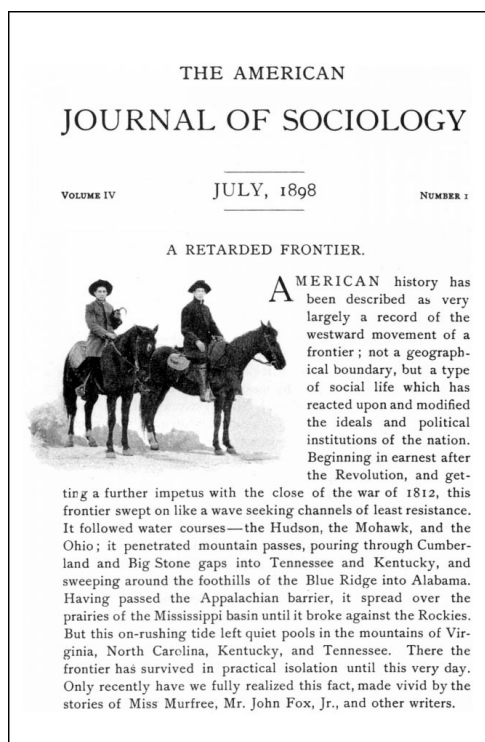 THE AMERICAN
JOURNAL OF SOCIOLOGY
VOLUME IV
JULY, 1898
NUMBER 1
A RETARDED FRONTIER.
AMERICAN history has
been described as very
largely a record of the
westward movement of a
frontier; not a geograph-
ical boundary, but a type
of social life which has
reacted upon and modified
the ideals and political
institutions of the nation.
Beginning in earnest after
the Revolution, and get-
ting a further impetus with the close of the war of 1812, this
frontier swept on like a wave seeking channels of least resistance.
It followed water courses—the Hudson, the Mohawk, and the
Ohio; it penetrated mountain passes, pouring through Cumber-
land and Big Stone gaps into Tennessee and Kentucky, and
sweeping around the foothills of the Blue Ridge into Alabama.
Having passed the Appalachian barrier, it spread over the
prairies of the Mississippi basin until it broke against the Rockies.
But this on-rushing tide left quiet pools in the mountains of Vir-
ginia, North Carolina, Kentucky, and Tennessee. There the
frontier has survived in practical isolation until this very day.
Only recently have we fully realized this fact, made vivid by the
stories of Miss Murfree, Mr. John Fox, Jr., and other writers.